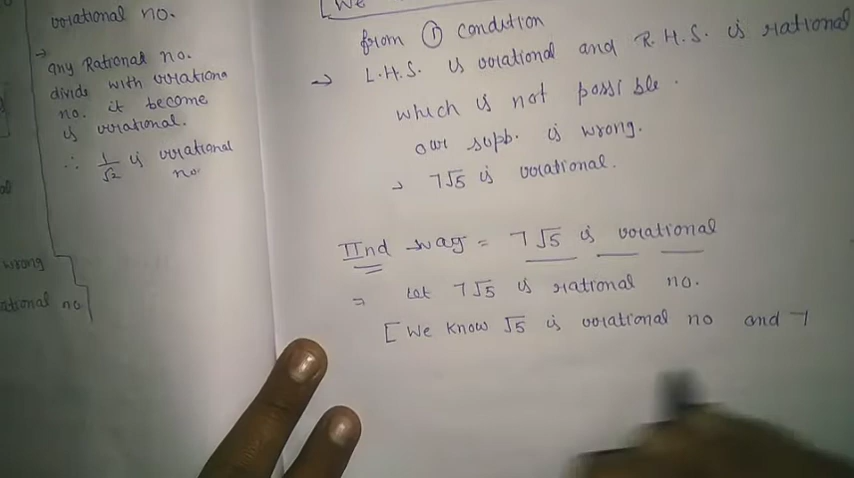 irrational no.
→ any Rational no.
divide with irrationa
no. it become
is irrational.
∴ 1/√2 is irrational
no.
wrong
ational no
[We
from ① condition
→ L.H.S. is irrational and R.H.S. is rational
which is not possible.
our supp. is wrong.
→ 7√5 is irrational.
IInd way = 7√5 is irrational
= Let 7√5 is rational no.
[We know √5 is irrational no and 7